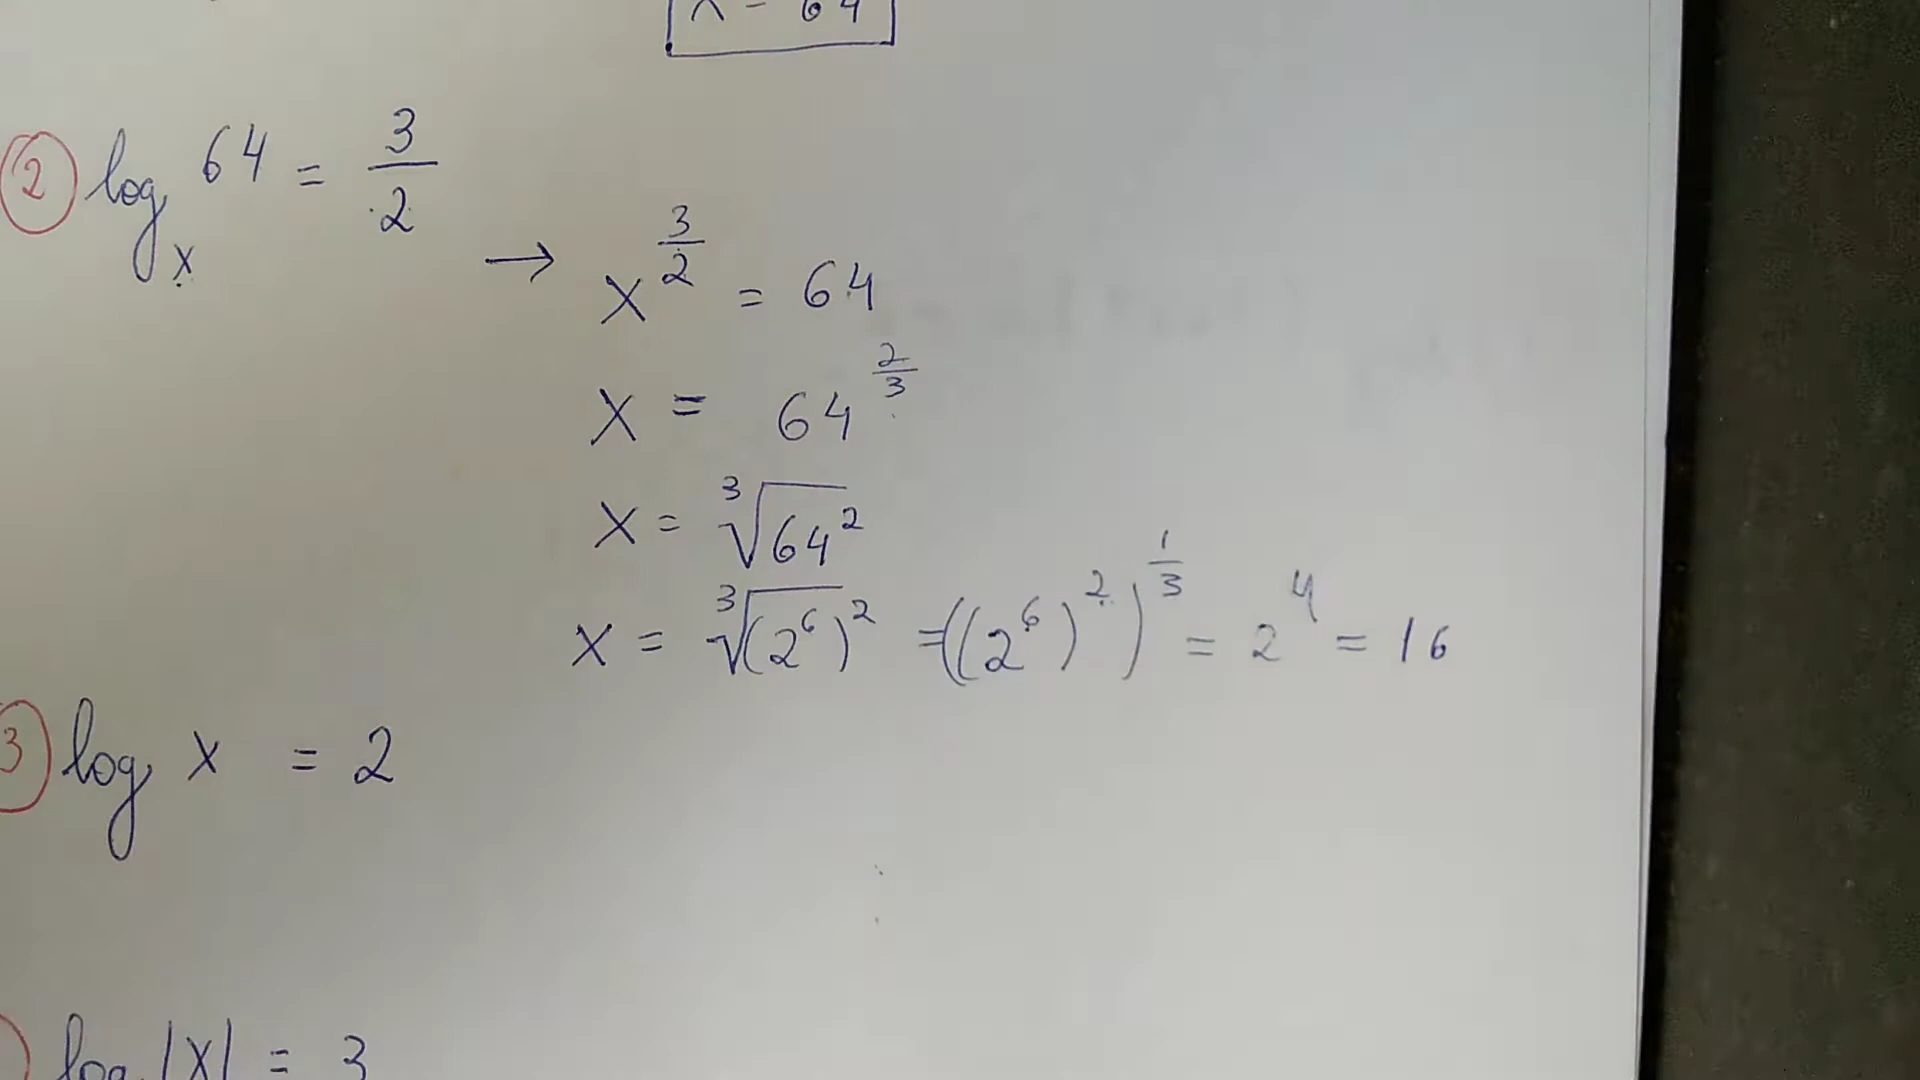 x = 64
② log_x 64 = 3/2
→ x^(3/2) = 64
x = 64^(2/3)
x = ∛(64²)
x = ∛((2⁶)²) = ((2⁶)²)^(1/3) = 2⁴ = 16
③ log x = 2
log |x| = 3